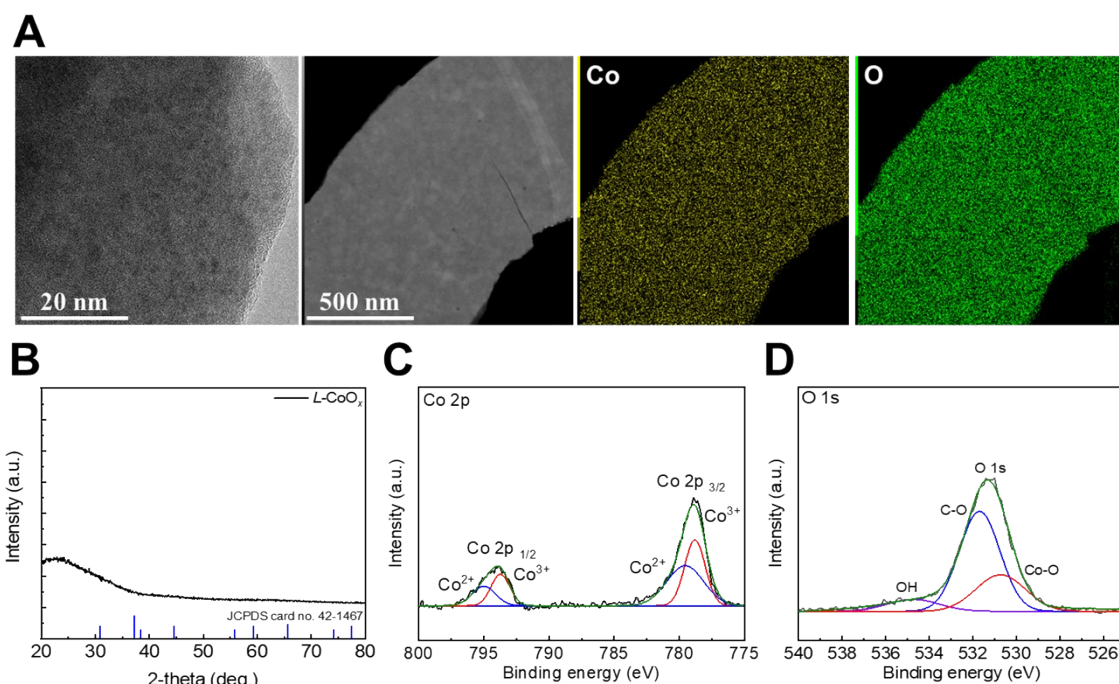 A
Co
O
20 nm
500 nm
B
C
D
L-CoOₓ
Co 2p
O 1s
Intensity (a.u.)
JCPDS card no. 42-1467
20 30 40 50 60 70 80
2-theta (deg.)
Intensity (a.u.)
Co 2p 3/2
Co³⁺
Co²⁺
Co 2p 1/2
Co²⁺
Co³⁺
800 795 790 785 780 775
Binding energy (eV)
Intensity (a.u.)
O 1s
C-O
Co-O
OH
540 538 536 534 532 530 528 526
Binding energy (eV)